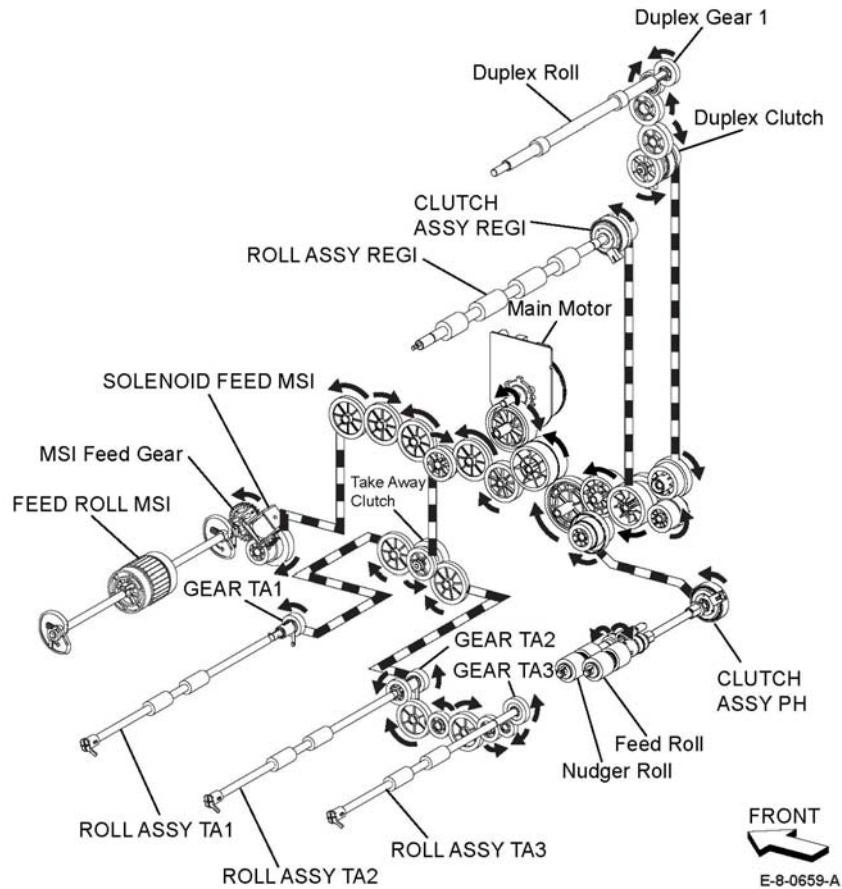 Duplex Gear 1
Duplex Roll
Duplex Clutch
CLUTCH
ASSY REGI
ROLL ASSY REGI
Main Motor
SOLENOID FEED MSI
MSI Feed Gear
FEED ROLL MSI
Take Away
Clutch
GEAR TA1
GEAR TA2
GEAR TA3
CLUTCH
ASSY PH
Feed Roll
Nudger Roll
ROLL ASSY TA1
ROLL ASSY TA2
ROLL ASSY TA3
FRONT
E-8-0659-A